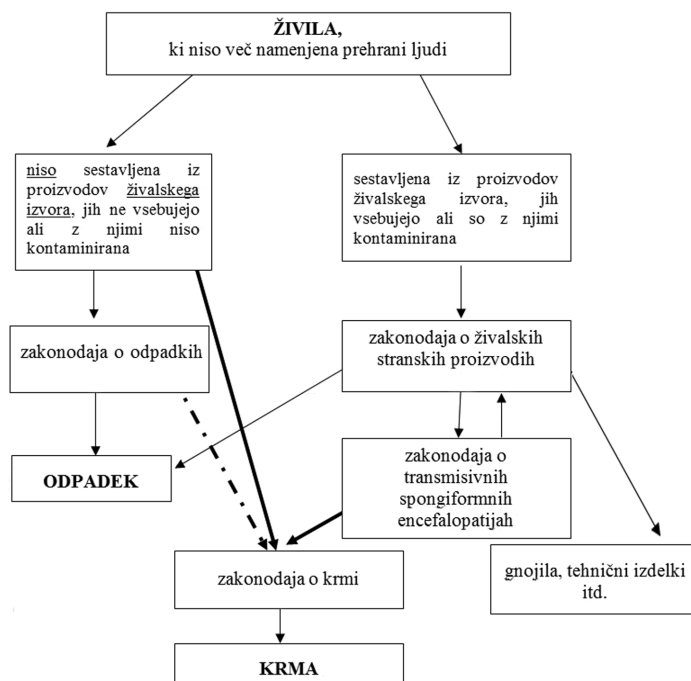 ŽIVILA,
ki niso več namenjena prehrani ljudi
niso sestavljena iz
proizvodov živalskega
izvora, jih ne vsebujejo
ali z njimi niso
kontaminirana
sestavljena iz proizvodov
živalskega izvora, jih
vsebujejo ali so z njimi
kontaminirana
zakonodaja o odpadkih
zakonodaja o živalskih
stranskih proizvodih
ODPADEK
zakonodaja o
transmisivnih
spongiformnih
encefalopatijah
zakonodaja o krmi
gnojila, tehnični izdelki
itd.
KRMA